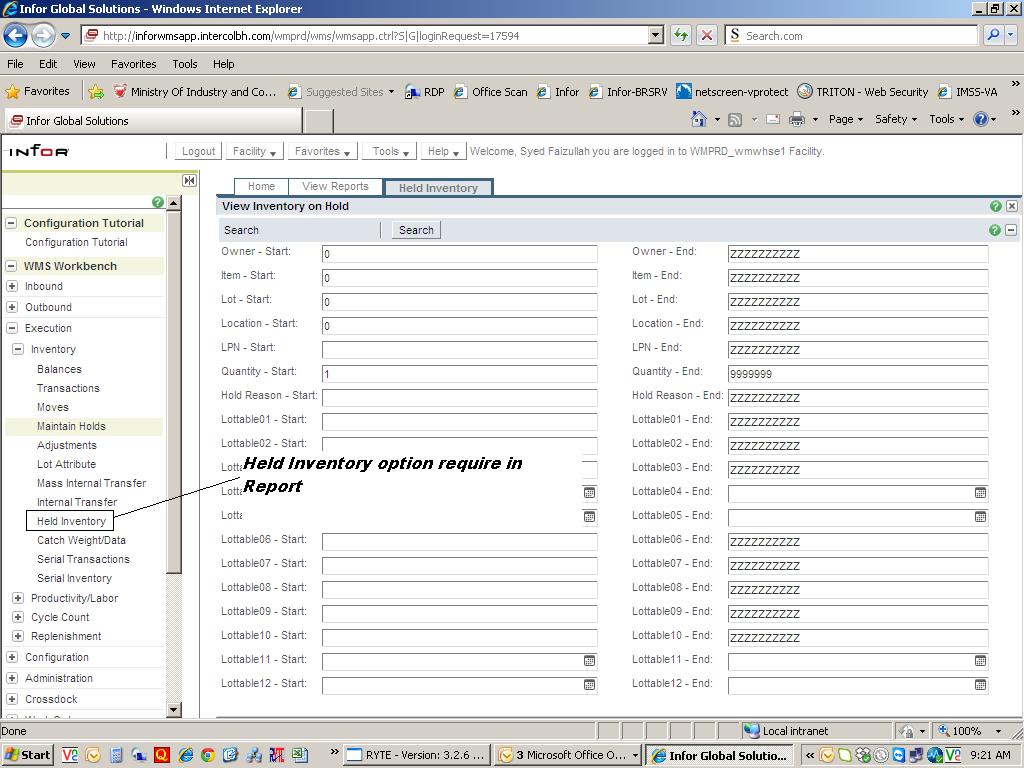 Infor Global Solutions - Windows Internet Explorer
http://inforwmsapp.intercolbh.com/wmprd/wms/wmsapp.ctrl?S|G|loginRequest=17594
Search.com
File Edit View Favorites Tools Help
Favorites Ministry Of Industry and Co... Suggested Sites RDP Office Scan Infor Infor-BRSRV netscreen-vprotect TRITON - Web Security IMSS-VA
Infor Global Solutions Page Safety Tools
INFOR Logout Facility Favorites Tools Help Welcome, Syed Faizullah you are logged in to WMPRD_wmwhse1 Facility.
Home View Reports Held Inventory
View Inventory on Hold
Search Search
Configuration Tutorial
Configuration Tutorial
WMS Workbench
Inbound
Outbound
Execution
Inventory
Balances
Transactions
Moves
Maintain Holds
Adjustments
Lot Attribute
Mass Internal Transfer
Internal Transfer
Held Inventory
Catch Weight/Data
Serial Transactions
Serial Inventory
Productivity/Labor
Cycle Count
Replenishment
Configuration
Administration
Crossdock
Owner - Start: 0 Owner - End: ZZZZZZZZZZ
Item - Start: 0 Item - End: ZZZZZZZZZZ
Lot - Start: 0 Lot - End: ZZZZZZZZZZ
Location - Start: 0 Location - End: ZZZZZZZZZZ
LPN - Start: LPN - End: ZZZZZZZZZZ
Quantity - Start: 1 Quantity - End: 9999999
Hold Reason - Start: Hold Reason - End: ZZZZZZZZZZ
Lottable01 - Start: Lottable01 - End: ZZZZZZZZZZ
Lottable02 - Start: Lottable02 - End: ZZZZZZZZZZ
Lottable03 - End: ZZZZZZZZZZ
Lottable04 - End:
Lottable05 - End:
Held Inventory option require in
Report
Lottable06 - Start: Lottable06 - End: ZZZZZZZZZZ
Lottable07 - Start: Lottable07 - End: ZZZZZZZZZZ
Lottable08 - Start: Lottable08 - End: ZZZZZZZZZZ
Lottable09 - Start: Lottable09 - End: ZZZZZZZZZZ
Lottable10 - Start: Lottable10 - End: ZZZZZZZZZZ
Lottable11 - Start: Lottable11 - End:
Lottable12 - Start: Lottable12 - End:
Done Local intranet 100%
Start RYTE - Version: 3.2.6 ... 3 Microsoft Office O... Infor Global Solutio... 9:21 AM